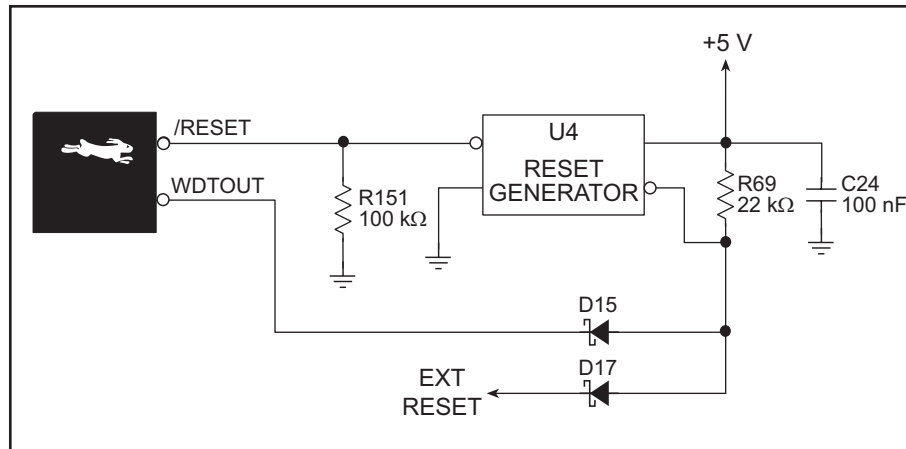 +5 V
/RESET
U4
RESET
GENERATOR
WDTOUT
R151
100 kΩ
R69
22 kΩ
C24
100 nF
D15
D17
EXT
RESET